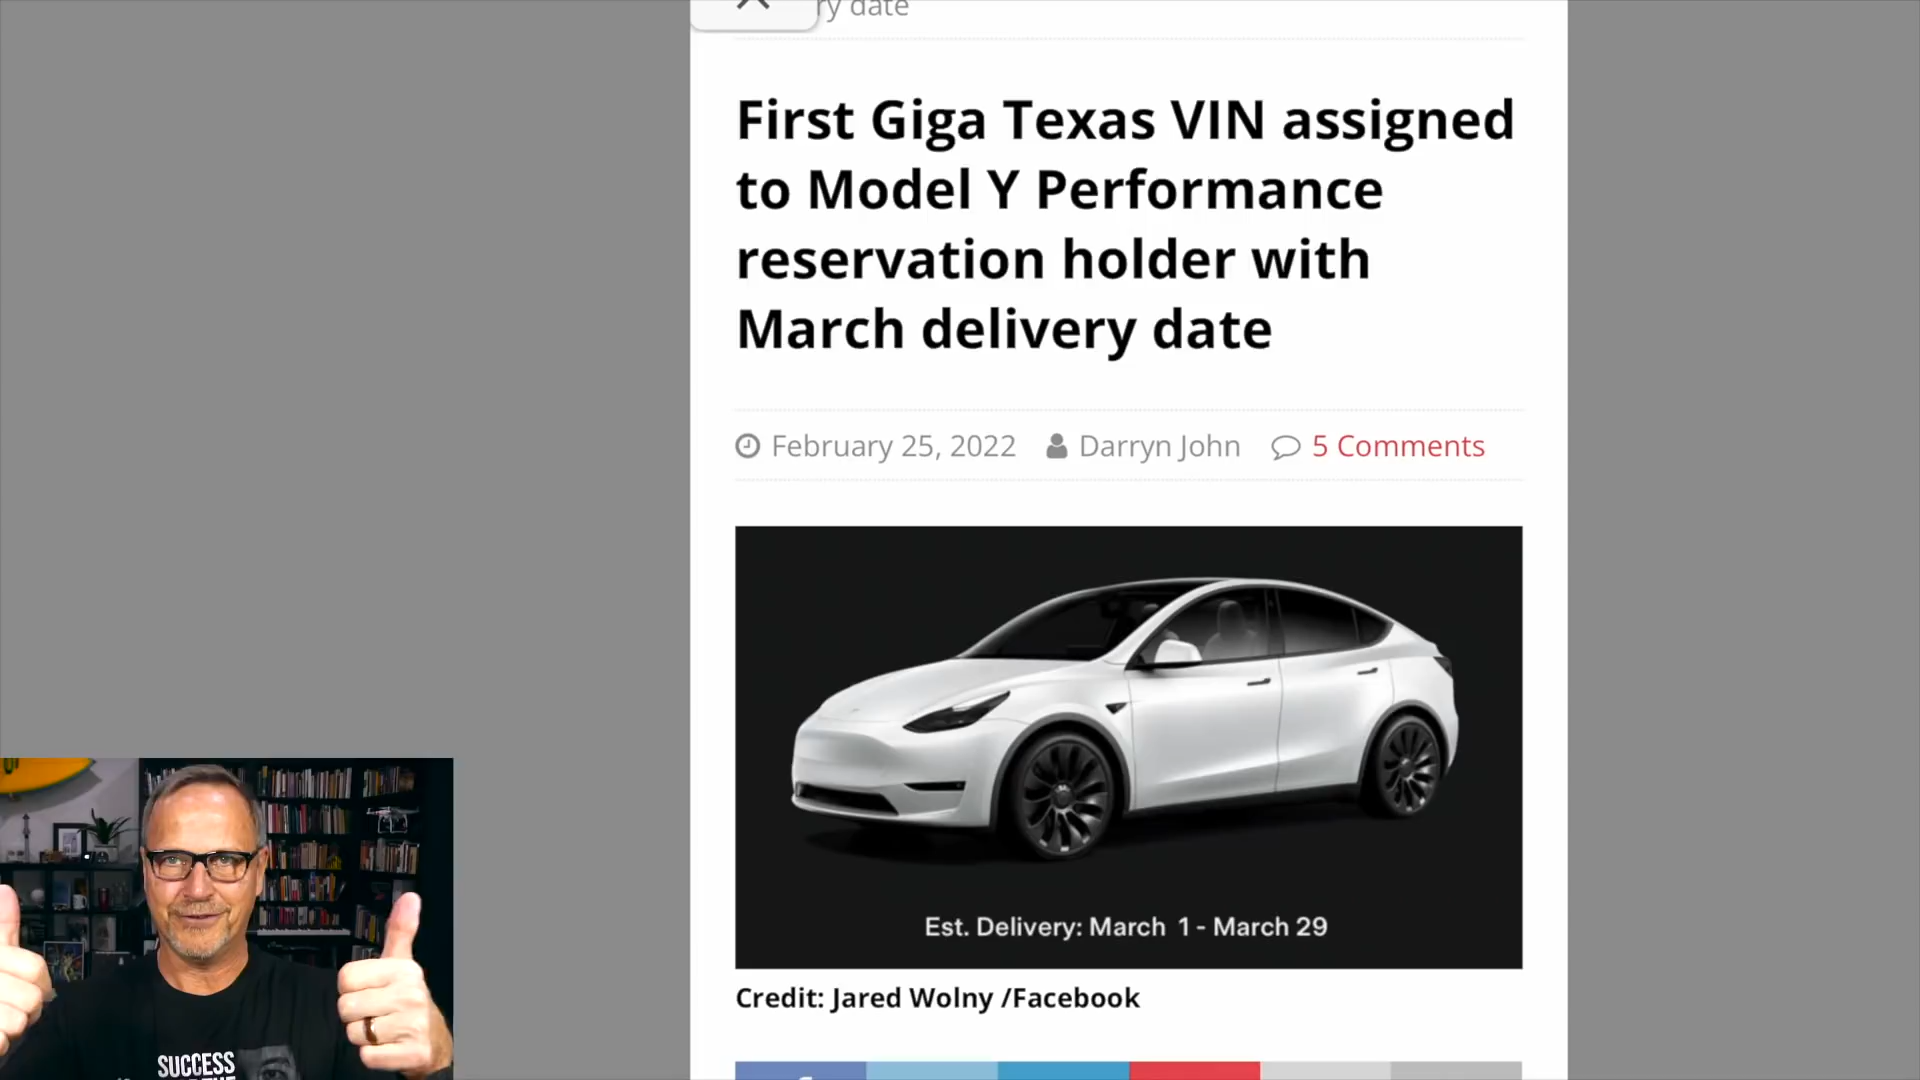 ry date
First Giga Texas VIN assigned
to Model Y Performance
reservation holder with
March delivery date
February 25, 2022 Darryn John 5 Comments
Est. Delivery: March 1 - March 29
Credit: Jared Wolny /Facebook
SUCCESS